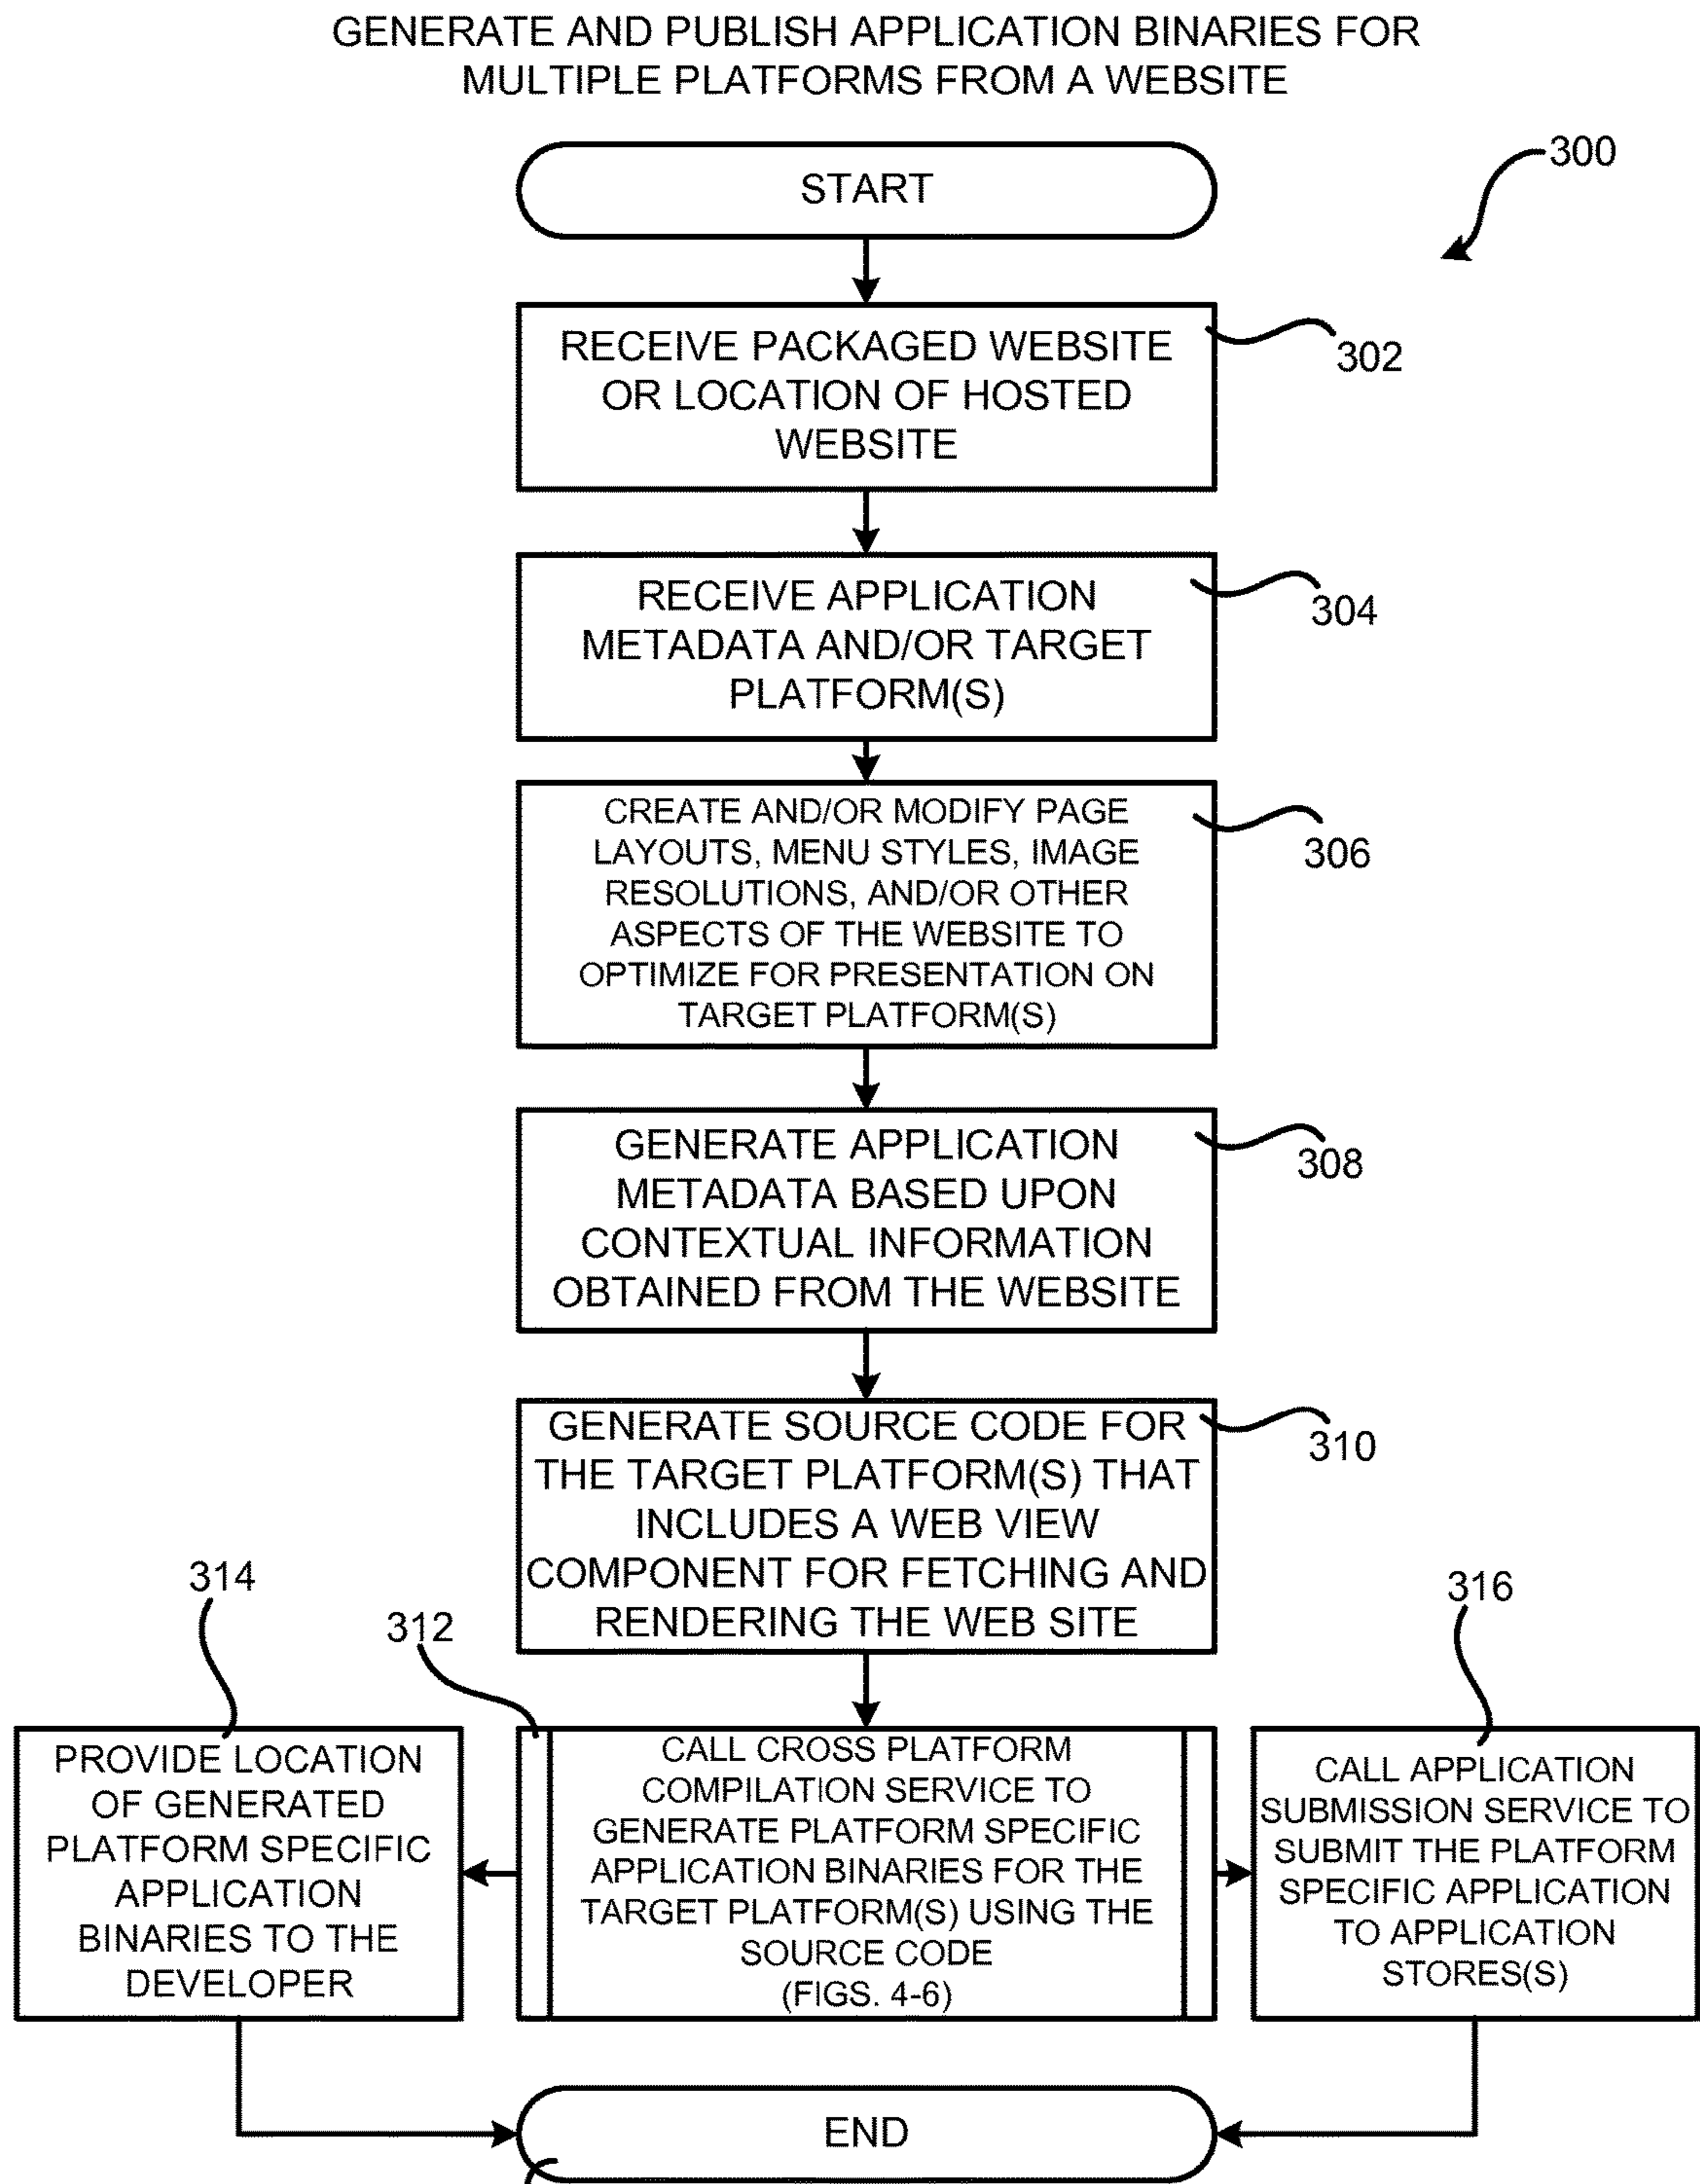 GENERATE AND PUBLISH APPLICATION BINARIES FOR
MULTIPLE PLATFORMS FROM A WEBSITE
START
300
RECEIVE PACKAGED WEBSITE
OR LOCATION OF HOSTED
WEBSITE
302
RECEIVE APPLICATION
METADATA AND/OR TARGET
PLATFORM(S)
304
CREATE AND/OR MODIFY PAGE
LAYOUTS, MENU STYLES, IMAGE
RESOLUTIONS, AND/OR OTHER
ASPECTS OF THE WEBSITE TO
OPTIMIZE FOR PRESENTATION ON
TARGET PLATFORM(S)
306
GENERATE APPLICATION
METADATA BASED UPON
CONTEXTUAL INFORMATION
OBTAINED FROM THE WEBSITE
308
GENERATE SOURCE CODE FOR
THE TARGET PLATFORM(S) THAT
INCLUDES A WEB VIEW
COMPONENT FOR FETCHING AND
RENDERING THE WEB SITE
310
314
PROVIDE LOCATION
OF GENERATED
PLATFORM SPECIFIC
APPLICATION
BINARIES TO THE
DEVELOPER
312
CALL CROSS PLATFORM
COMPILATION SERVICE TO
GENERATE PLATFORM SPECIFIC
APPLICATION BINARIES FOR THE
TARGET PLATFORM(S) USING THE
SOURCE CODE
(FIGS. 4-6)
316
CALL APPLICATION
SUBMISSION SERVICE TO
SUBMIT THE PLATFORM
SPECIFIC APPLICATION
TO APPLICATION
STORES(S)
END